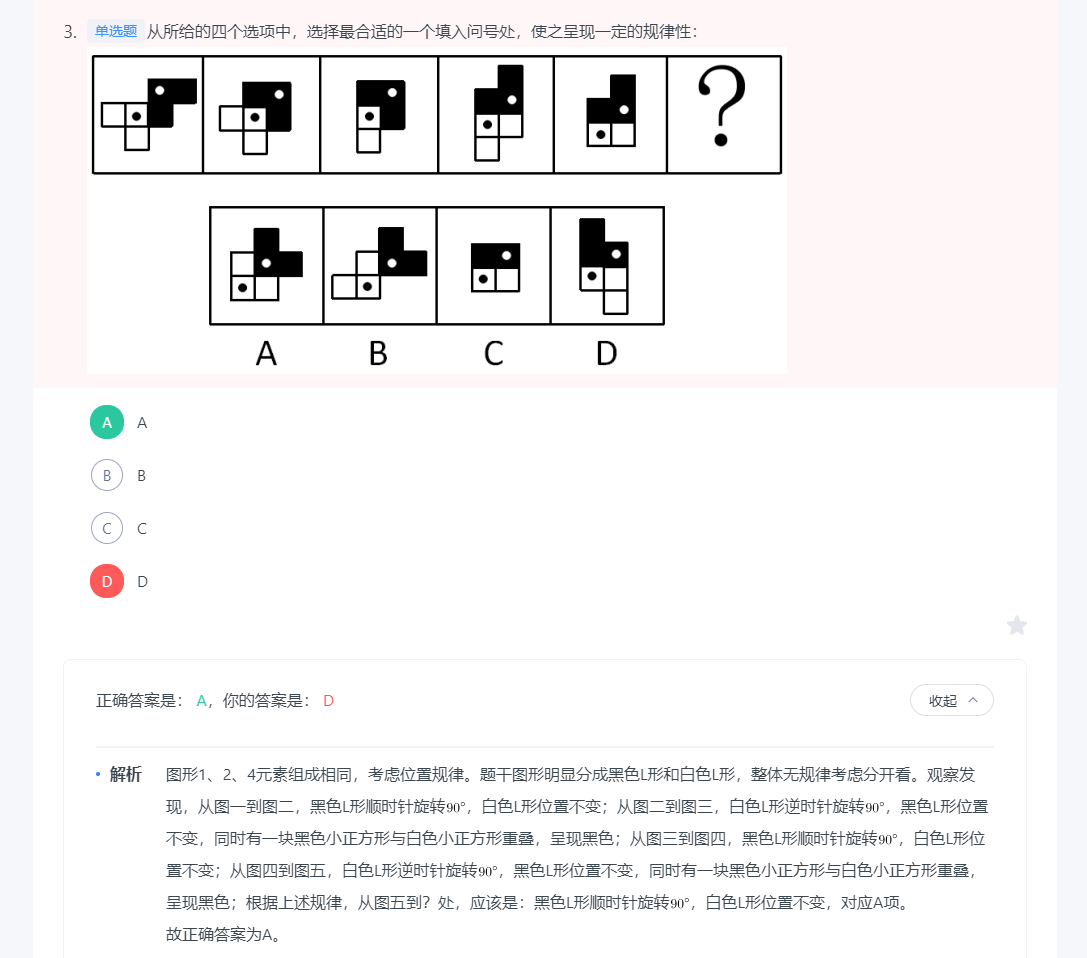 3. 单选题 从所给的四个选项中，选择最合适的一个填入问号处，使之呈现一定的规律性：
?
A B C D
A A
B B
C C
D D
正确答案是： A，你的答案是： D
收起
• 解析 图形1、2、4元素组成相同，考虑位置规律。题干图形明显分成黑色L形和白色L形，整体无规律考虑分开看。观察发
现，从图一到图二，黑色L形顺时针旋转90°，白色L形位置不变；从图二到图三，白色L形逆时针旋转90°，黑色L形位置
不变，同时有一块黑色小正方形与白色小正方形重叠，呈现黑色；从图三到图四，黑色L形顺时针旋转90°，白色L形位
置不变；从图四到图五，白色L形逆时针旋转90°，黑色L形位置不变，同时有一块黑色小正方形与白色小正方形重叠，
呈现黑色；根据上述规律，从图五到？处，应该是：黑色L形顺时针旋转90°，白色L形位置不变，对应A项。
故正确答案为A。